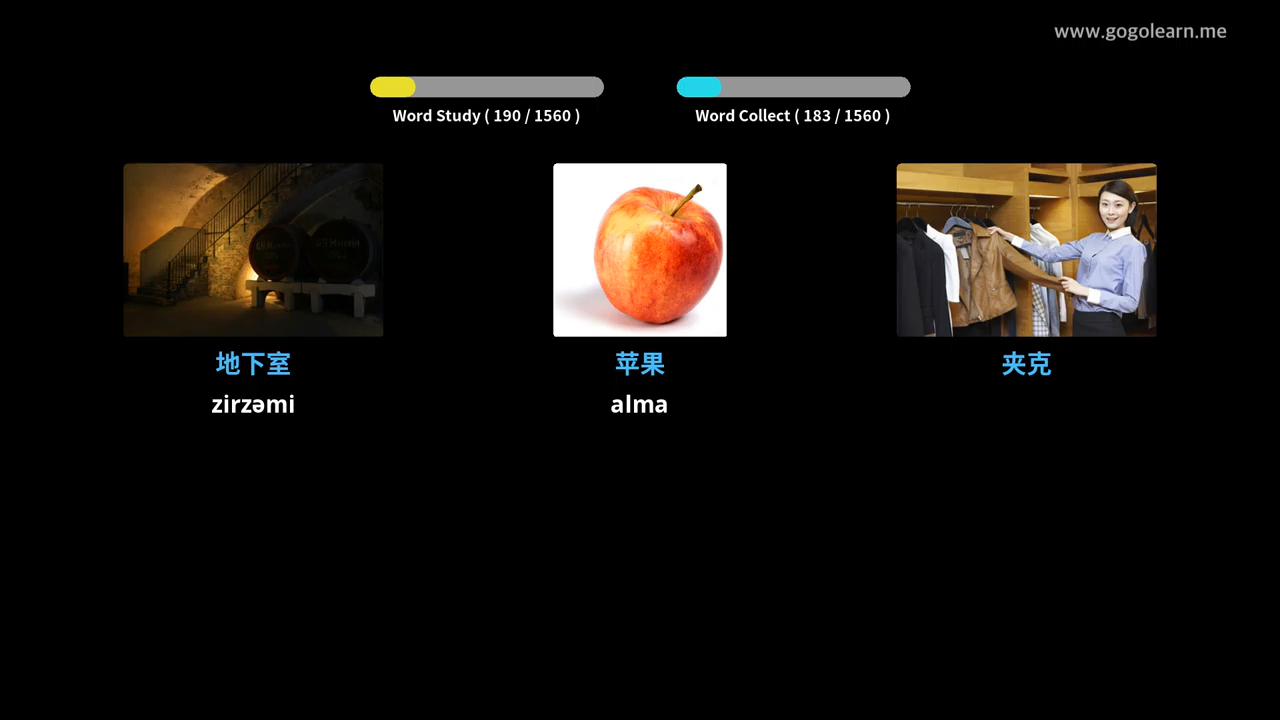 www.gogolearn.me
Word Study ( 190 / 1560 )
Word Collect ( 183 / 1560 )
地下室
苹果
夹克
zirzəmi
alma